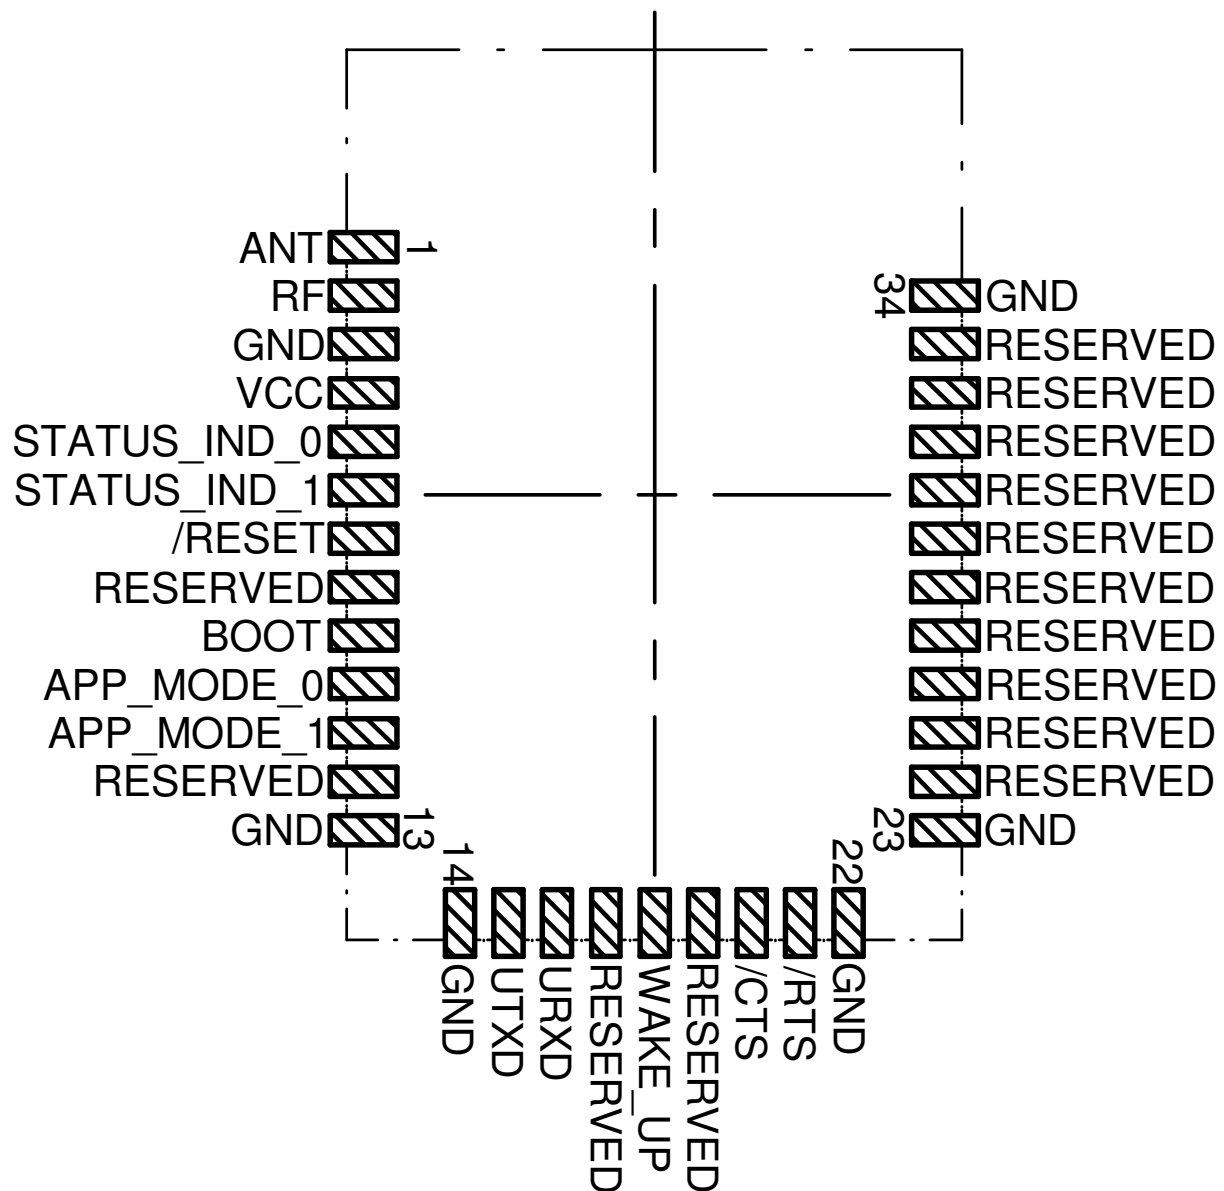 ANT 1
RF
34 GND
GND
RESERVED
VCC
RESERVED
STATUS_IND_0
RESERVED
STATUS_IND_1
RESERVED
/RESET
RESERVED
RESERVED
RESERVED
BOOT
RESERVED
APP_MODE_0
RESERVED
APP_MODE_1
RESERVED
RESERVED
RESERVED
GND 13
23 GND
14
22
GND
UTXD
URXD
RESERVED
WAKE_UP
RESERVED
/CTS
/RTS
GND